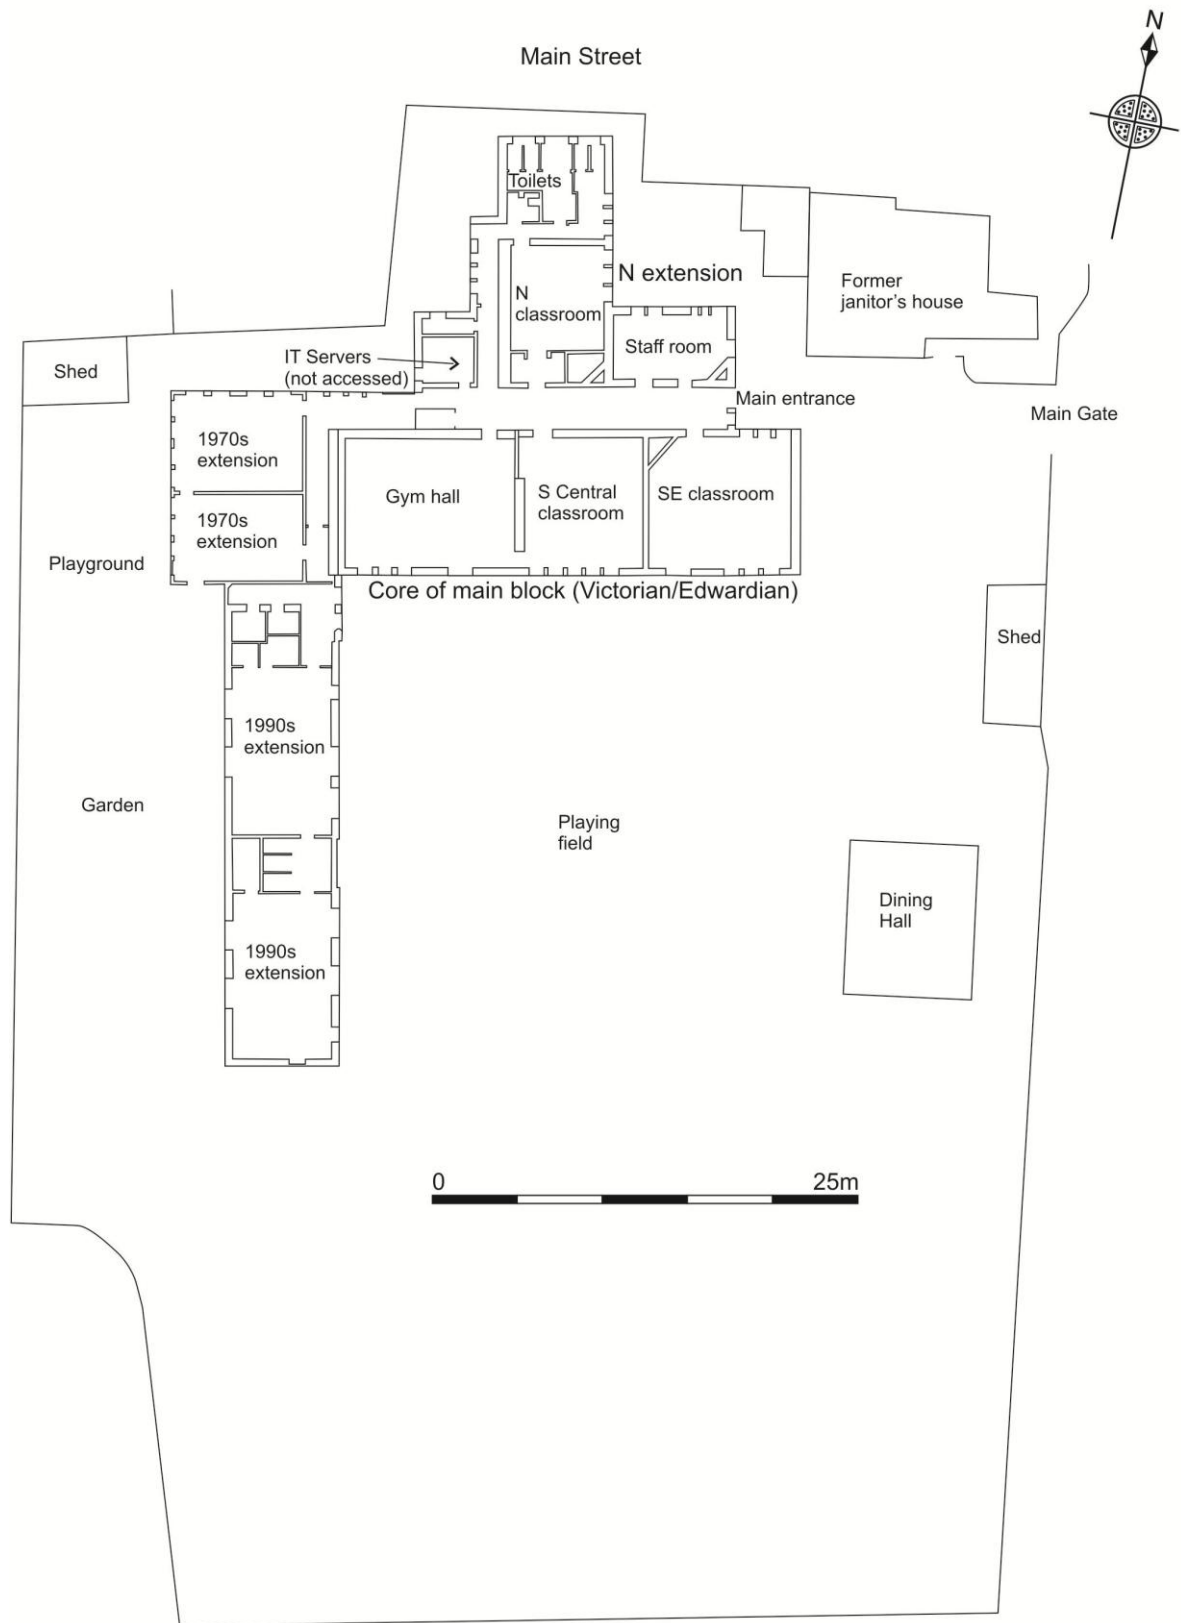 N
Main Street
Toilets
N extension
N
classroom
Former
janitor's house
Staff room
IT Servers
(not accessed)
Shed
Main entrance
Main Gate
1970s
extension
Gym hall
S Central
classroom
SE classroom
1970s
extension
Playground
Core of main block (Victorian/Edwardian)
Shed
1990s
extension
Garden
Playing
field
Dining
Hall
1990s
extension
0
25m